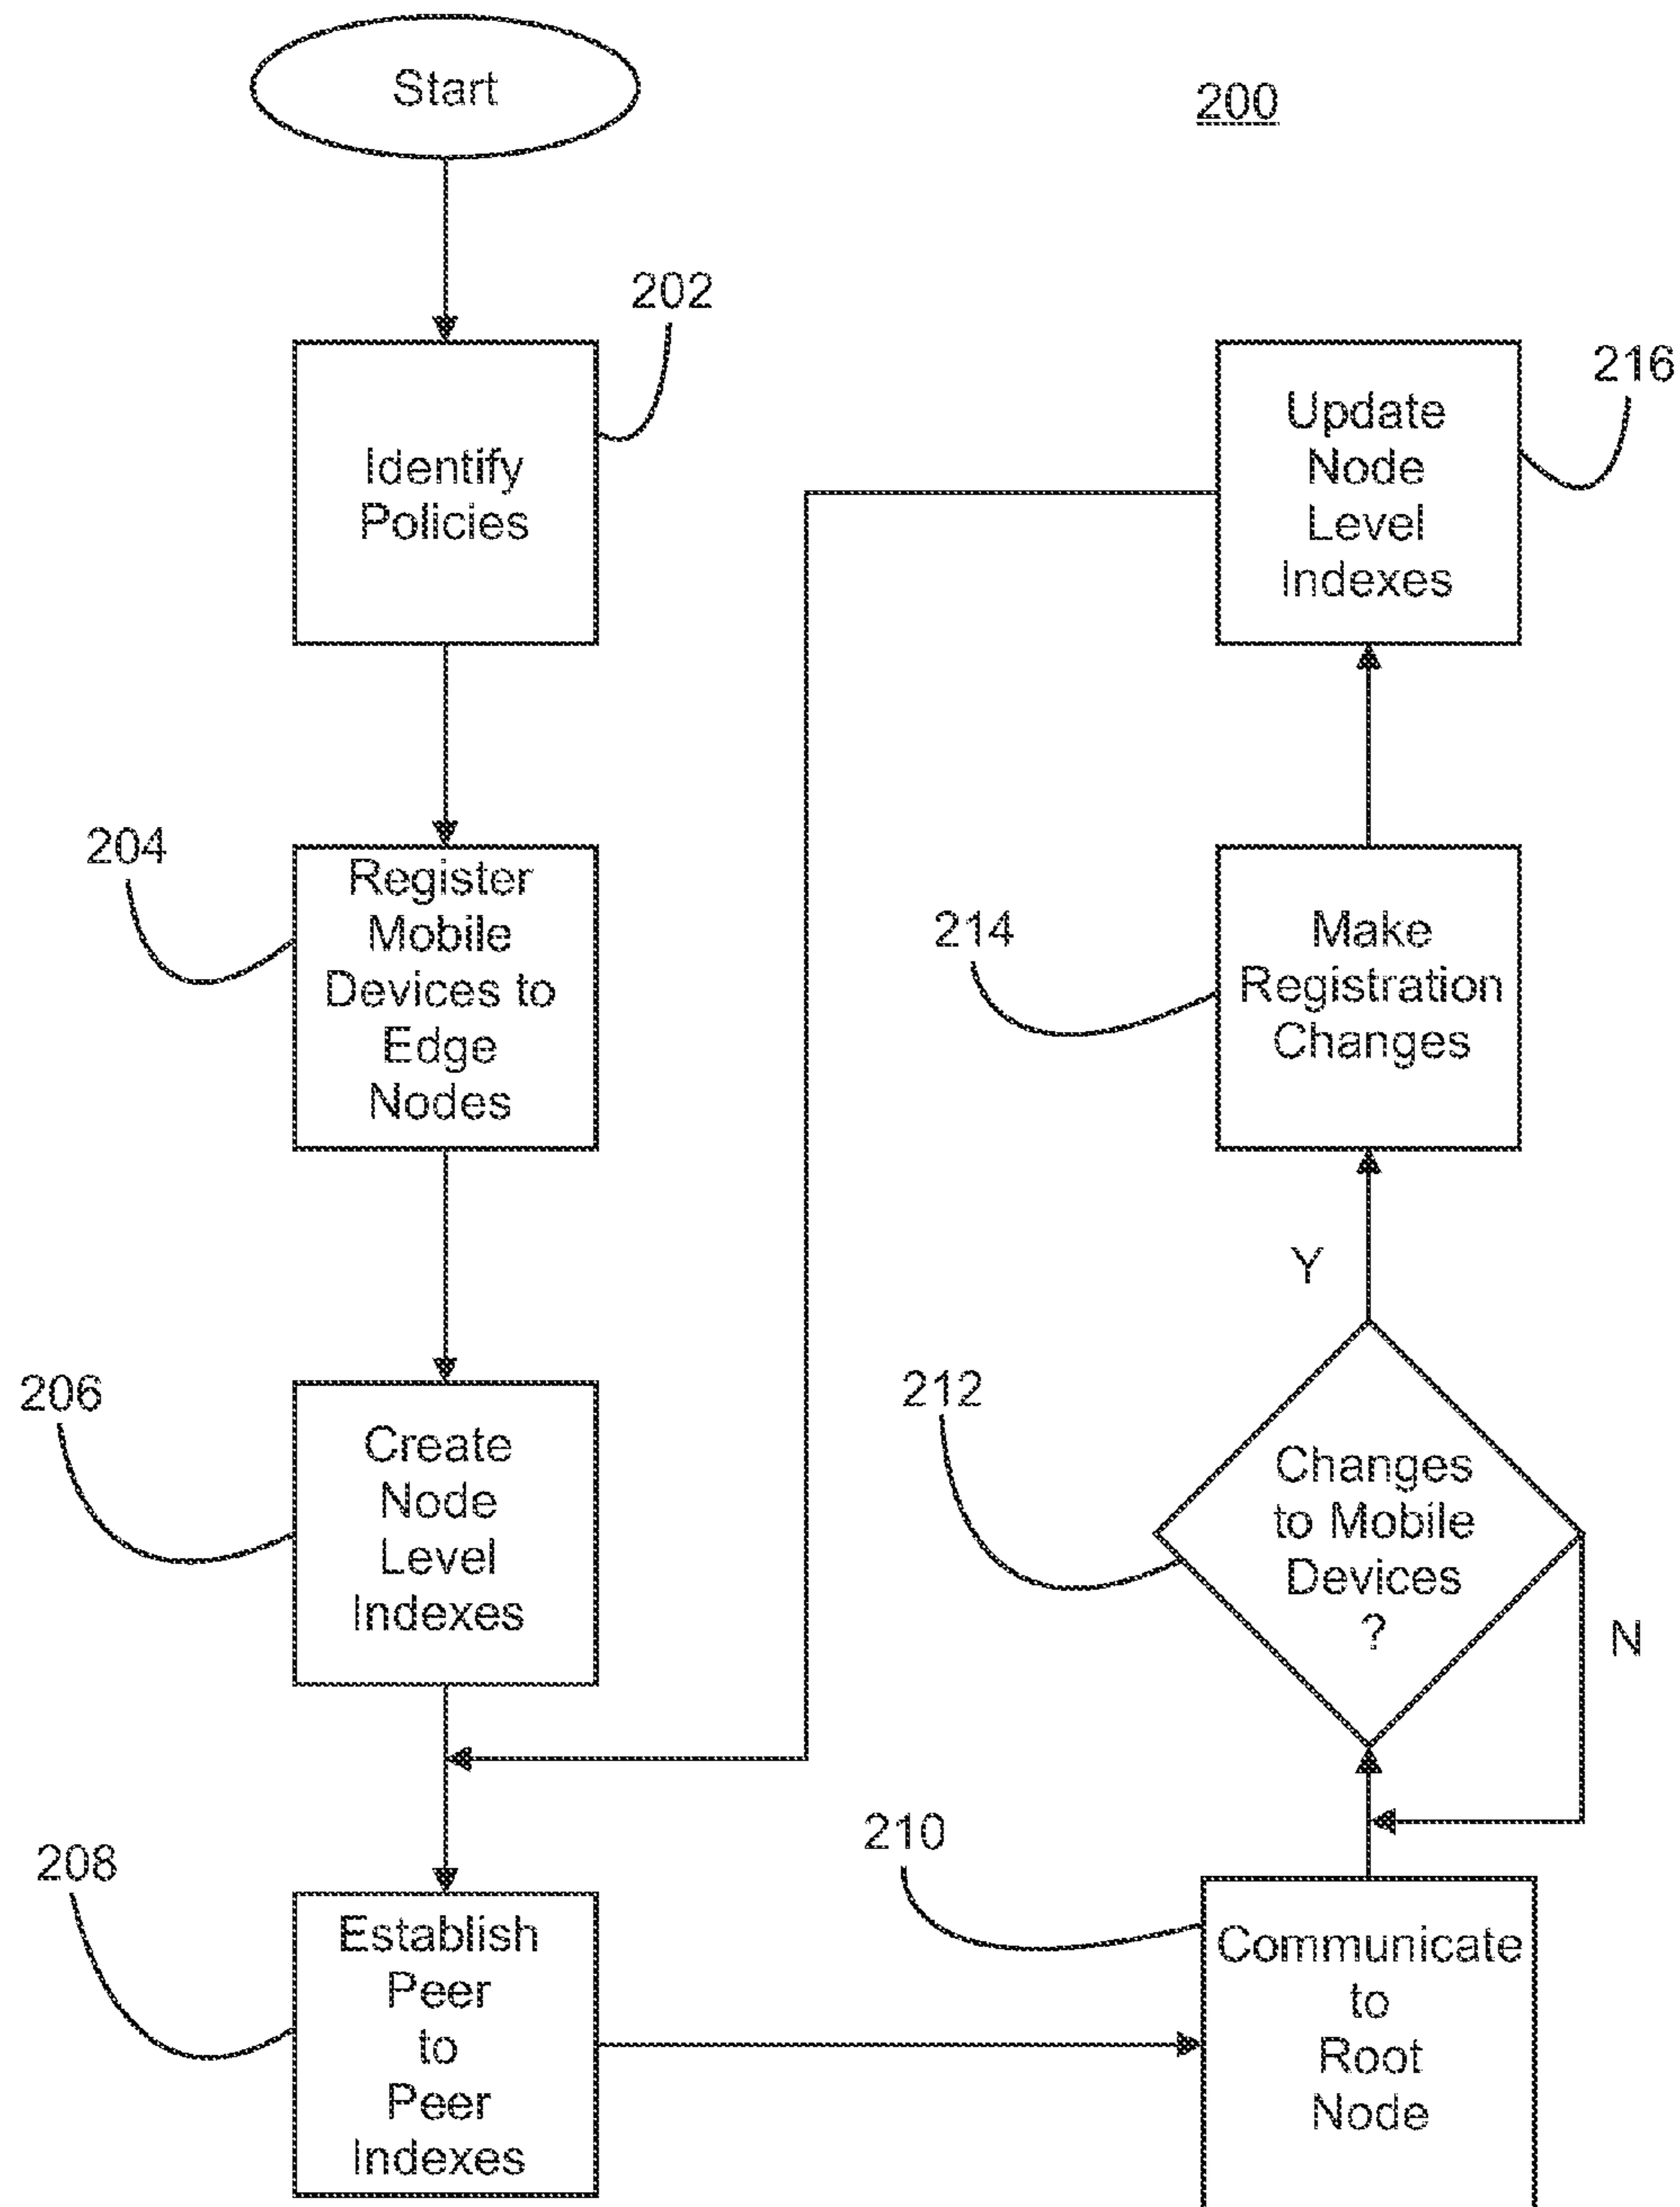 Start
200
202
Identify
Policies
204
Register
Mobile
Devices to
Edge
Nodes
206
Create
Node
Level
Indexes
208
Establish
Peer
to
Peer
Indexes
210
Communicate
to
Root
Node
212
Changes
to Mobile
Devices
?
N
Y
214
Make
Registration
Changes
216
Update
Node
Level
Indexes